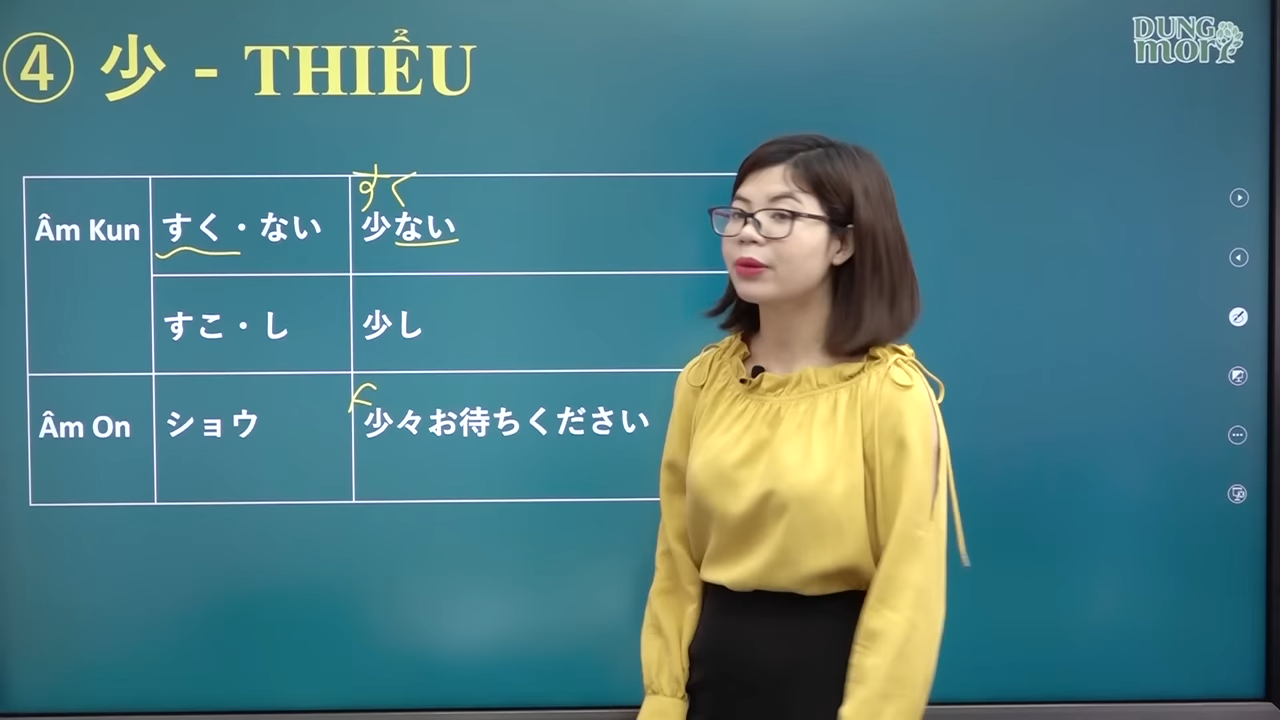 ④ 少 - THIỂU
DUNG
mori
すく
Âm Kun
すく・ない
少ない
すこ・し
少し
Âm On
ショウ
少々お待ちください